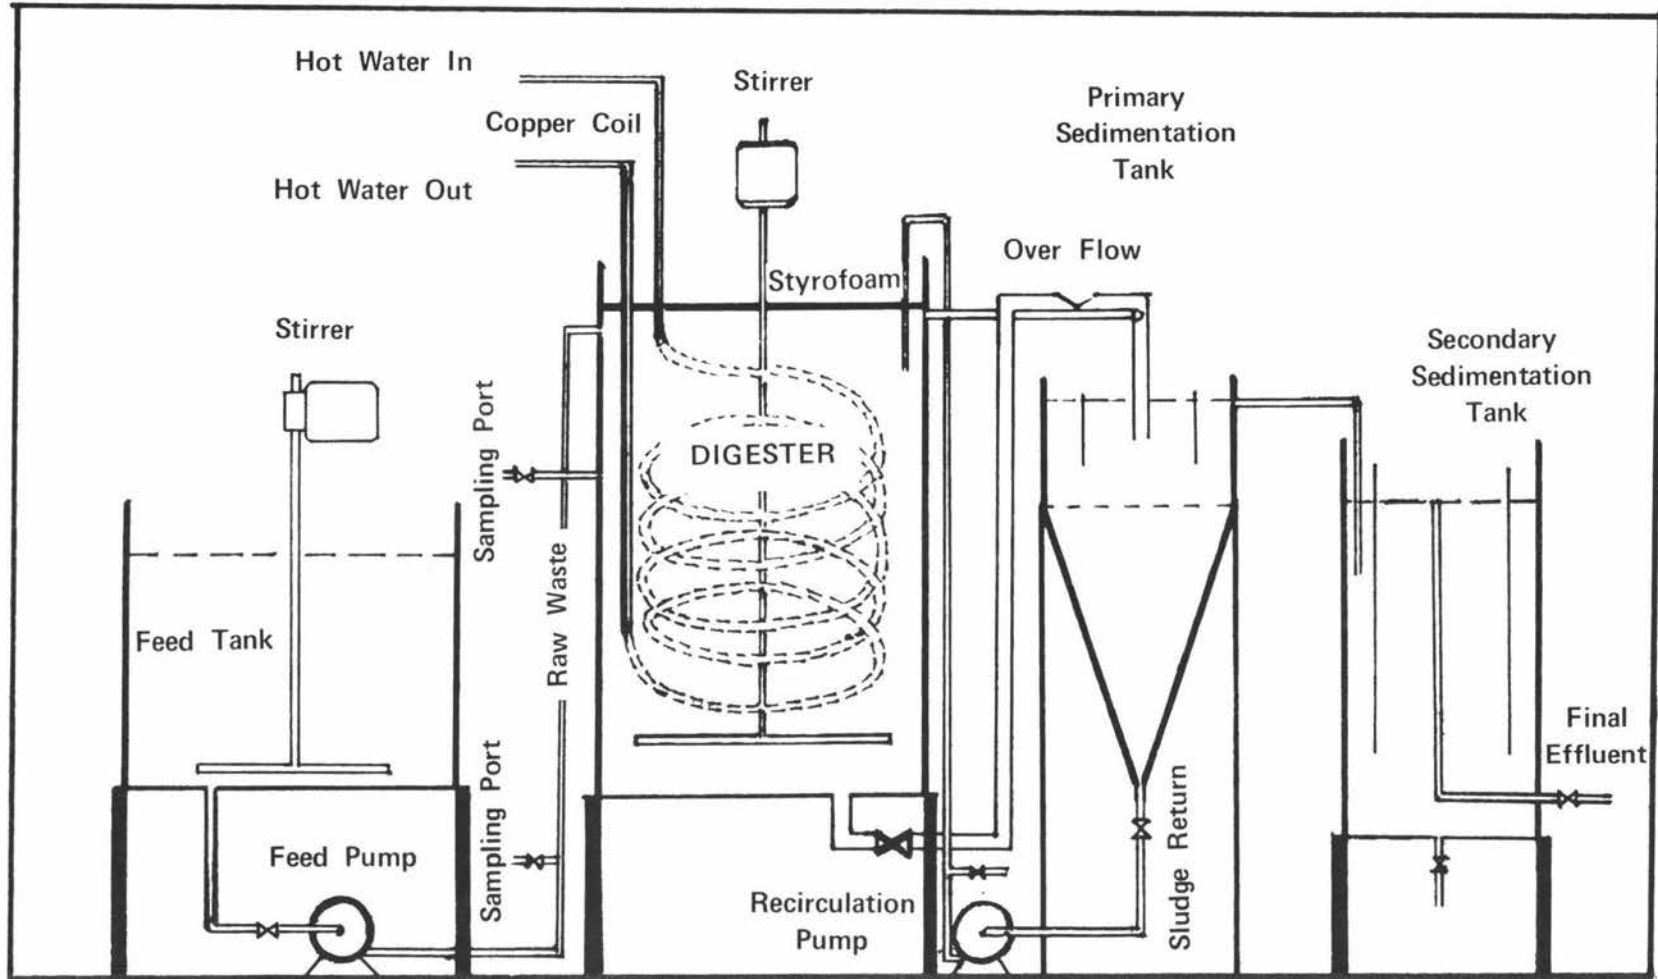 Hot Water In
Copper Coil
Hot Water Out
Stirrer
Primary
Sedimentation
Tank
Over Flow
Styrofoam
Stirrer
Secondary
Sedimentation
Tank
Sampling Port
DIGESTER
Feed Tank
Raw Waste
Final
Effluent
Sampling Port
Feed Pump
Recirculation
Pump
Sludge Return